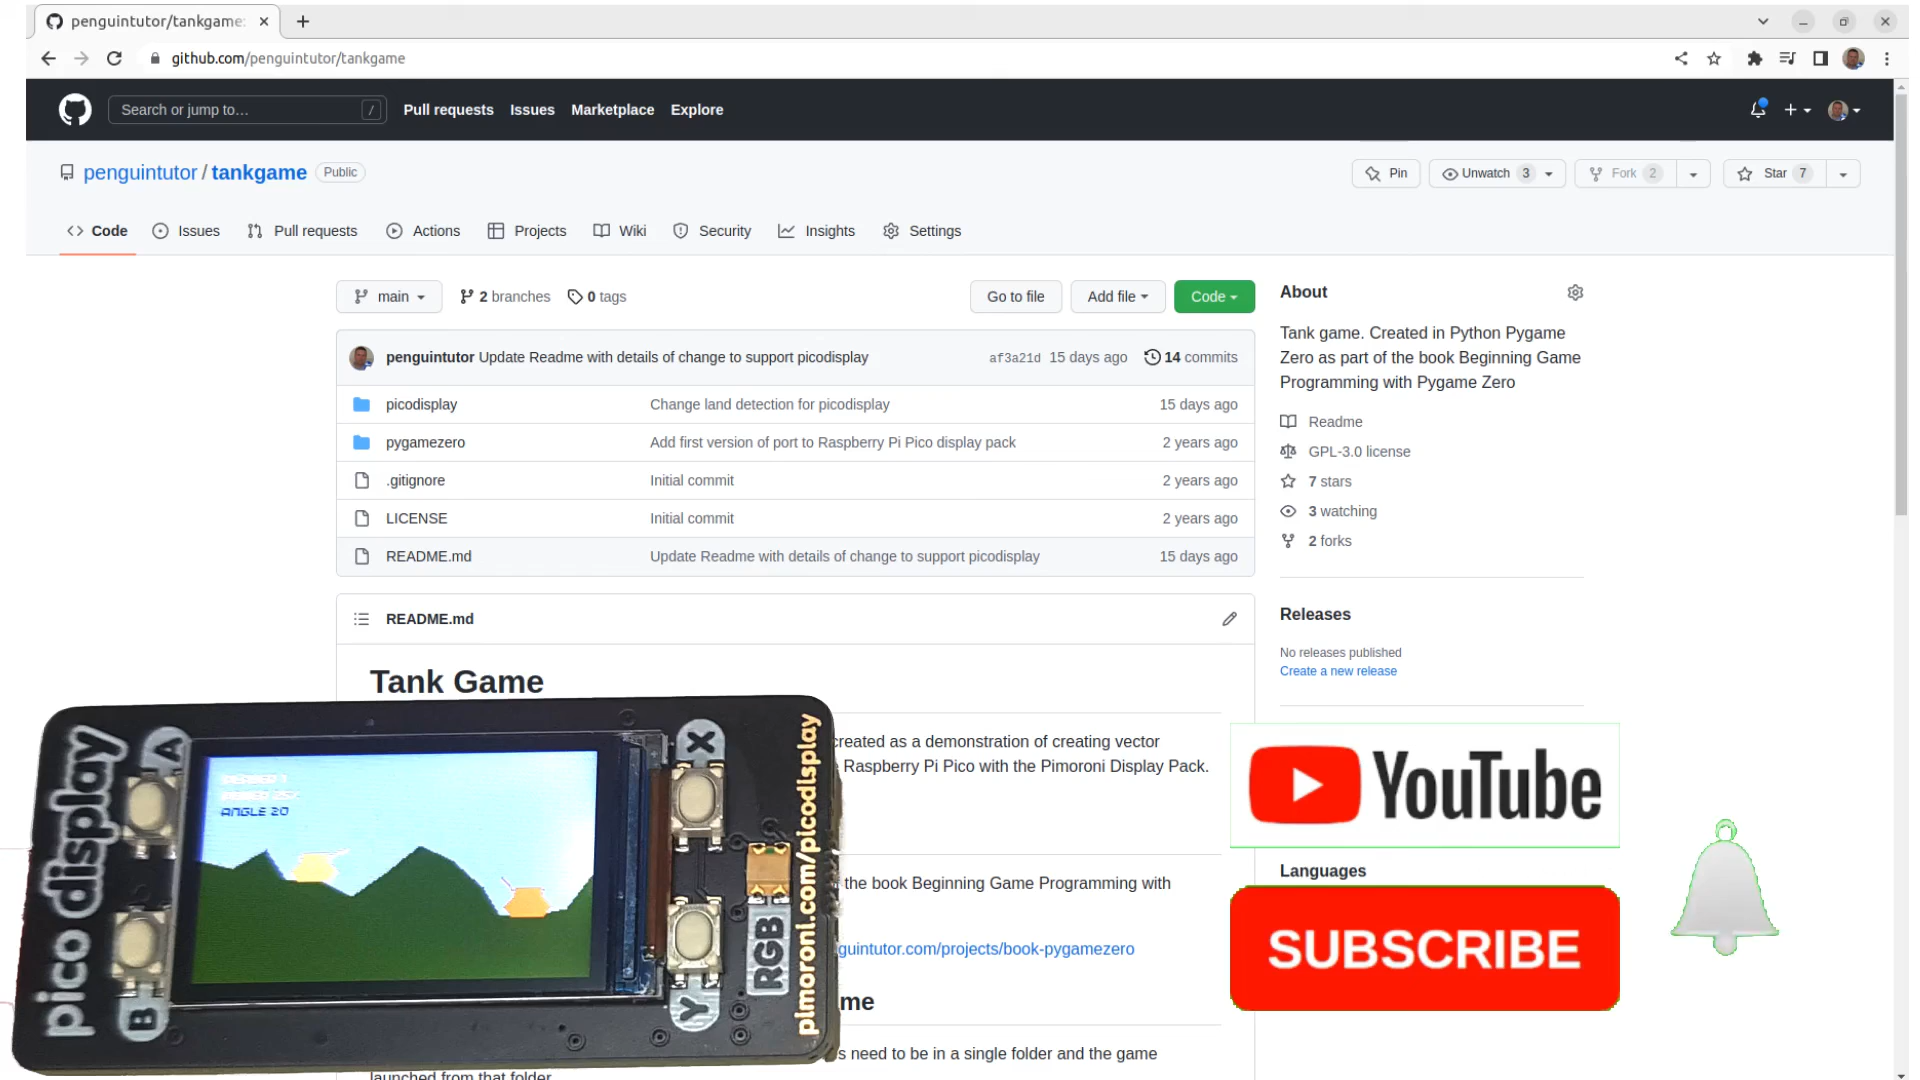 penguintutor/tankgame:
github.com/penguintutor/tankgame
Search or jump to…
/
Pull requests
Issues
Marketplace
Explore
penguintutor / tankgame
Public
Pin
Unwatch 3
Fork 2
Star 7
Code
Issues
Pull requests
Actions
Projects
Wiki
Security
Insights
Settings
main
2 branches
0 tags
Go to file
Add file
Code
penguintutor Update Readme with details of change to support picodisplay
af3a21d 15 days ago
14 commits
picodisplay Change land detection for picodisplay 15 days ago
pygamezero Add first version of port to Raspberry Pi Pico display pack 2 years ago
.gitignore Initial commit 2 years ago
LICENSE Initial commit 2 years ago
README.md Update Readme with details of change to support picodisplay 15 days ago
README.md
Tank Game
created as a demonstration of creating vector
Raspberry Pi Pico with the Pimoroni Display Pack.
the book Beginning Game Programming with
guintutor.com/projects/book-pygamezero
me
s need to be in a single folder and the game
launched from that folder
About
Tank game. Created in Python Pygame
Zero as part of the book Beginning Game
Programming with Pygame Zero
Readme
GPL-3.0 license
7 stars
3 watching
2 forks
Releases
No releases published
Create a new release
YouTube
Languages
SUBSCRIBE
pico display
A
B
X
Y
RGB
pimoroni.com/picodisplay
ANGLE 20